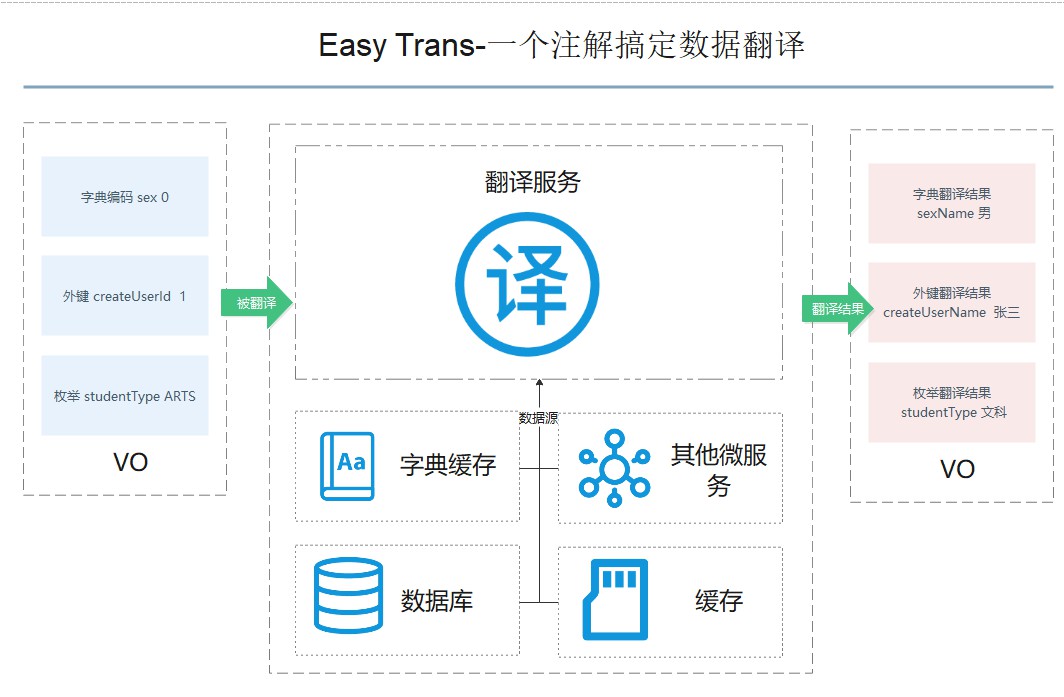 Easy Trans-一个注解搞定数据翻译
字典编码 sex 0
外键 createUserId 1
枚举 studentType ARTS
VO
被翻译
翻译服务
译
数据源
Aa
字典缓存
其他微服
务
数据库
缓存
翻译结果
字典翻译结果
sexName 男
外键翻译结果
createUserName 张三
枚举翻译结果
studentType 文科
VO